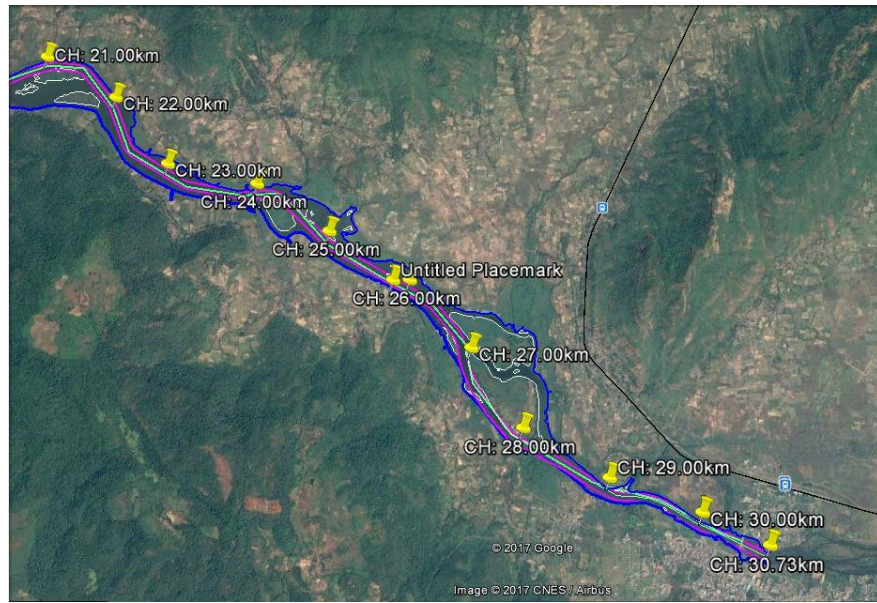 CH: 21.00km
CH: 22.00km
CH: 23.00km
CH: 24.00km
CH: 25.00km
Untitled Placemark
CH: 26.00km
CH: 27.00km
CH: 28.00km
CH: 29.00km
CH: 30.00km
© 2017 Google
CH: 30.73km
Image © 2017 CNES / Airbus